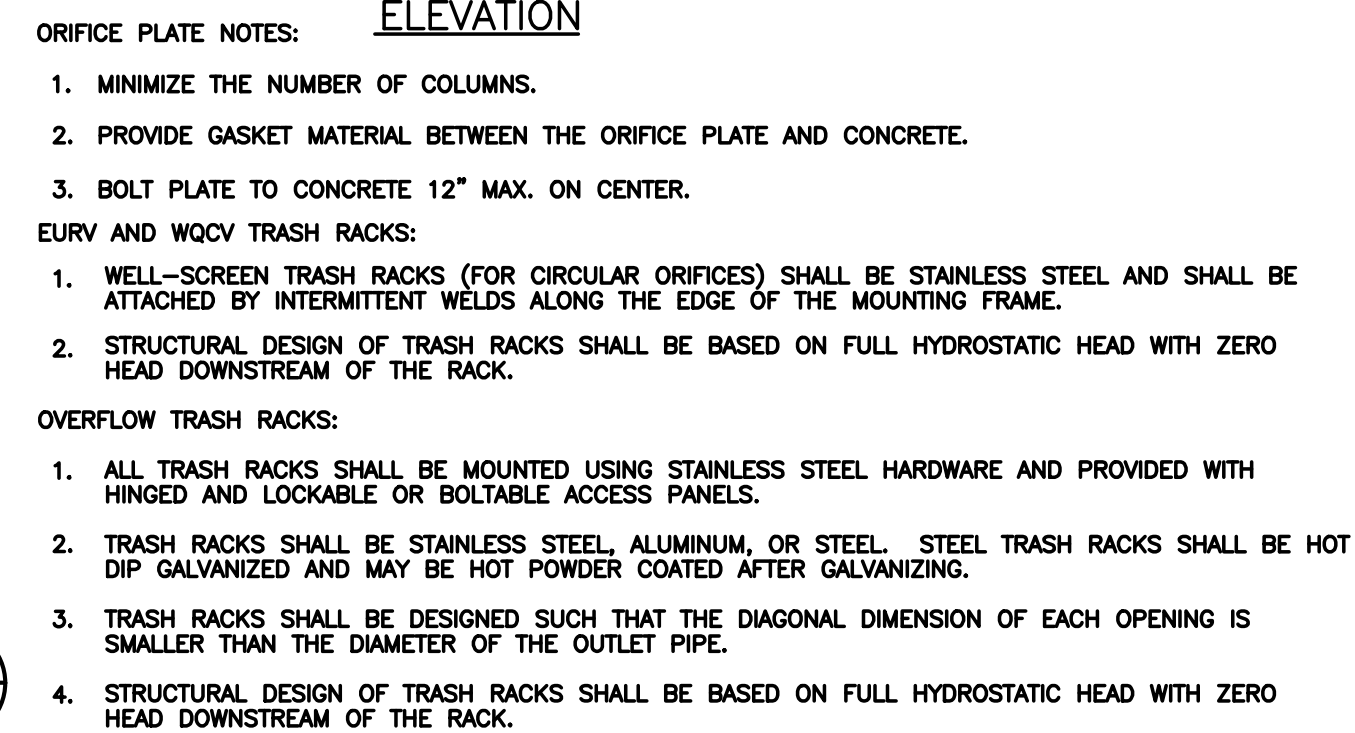 ELEVATION
ORIFICE PLATE NOTES:
1. MINIMIZE THE NUMBER OF COLUMNS.
2. PROVIDE GASKET MATERIAL BETWEEN THE ORIFICE PLATE AND CONCRETE.
3. BOLT PLATE TO CONCRETE 12" MAX. ON CENTER.
EURV AND WQCV TRASH RACKS:
1. WELL-SCREEN TRASH RACKS (FOR CIRCULAR ORIFICES) SHALL BE STAINLESS STEEL AND SHALL BE
ATTACHED BY INTERMITTENT WELDS ALONG THE EDGE OF THE MOUNTING FRAME.
2. STRUCTURAL DESIGN OF TRASH RACKS SHALL BE BASED ON FULL HYDROSTATIC HEAD WITH ZERO
HEAD DOWNSTREAM OF THE RACK.
OVERFLOW TRASH RACKS:
1. ALL TRASH RACKS SHALL BE MOUNTED USING STAINLESS STEEL HARDWARE AND PROVIDED WITH
HINGED AND LOCKABLE OR BOLTABLE ACCESS PANELS.
2. TRASH RACKS SHALL BE STAINLESS STEEL, ALUMINUM, OR STEEL. STEEL TRASH RACKS SHALL BE HOT
DIP GALVANIZED AND MAY BE HOT POWDER COATED AFTER GALVANIZING.
3. TRASH RACKS SHALL BE DESIGNED SUCH THAT THE DIAGONAL DIMENSION OF EACH OPENING IS
SMALLER THAN THE DIAMETER OF THE OUTLET PIPE.
4. STRUCTURAL DESIGN OF TRASH RACKS SHALL BE BASED ON FULL HYDROSTATIC HEAD WITH ZERO
HEAD DOWNSTREAM OF THE RACK.